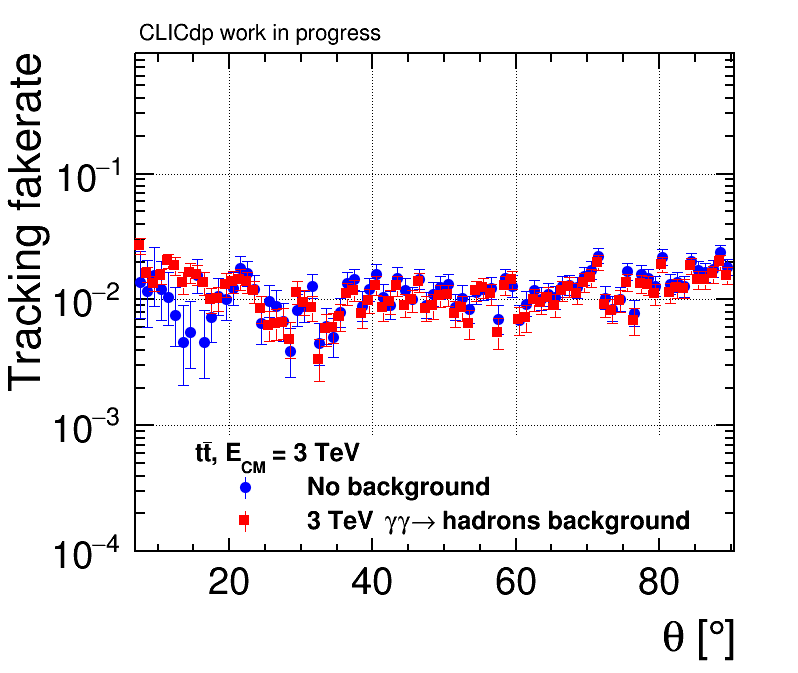 CLICdp work in progress
Tracking fakerate
10⁻¹
10⁻²
10⁻³
10⁻⁴
tt̄, E_CM = 3 TeV
No background
3 TeV γγ→ hadrons background
20 40 60 80
θ [°]